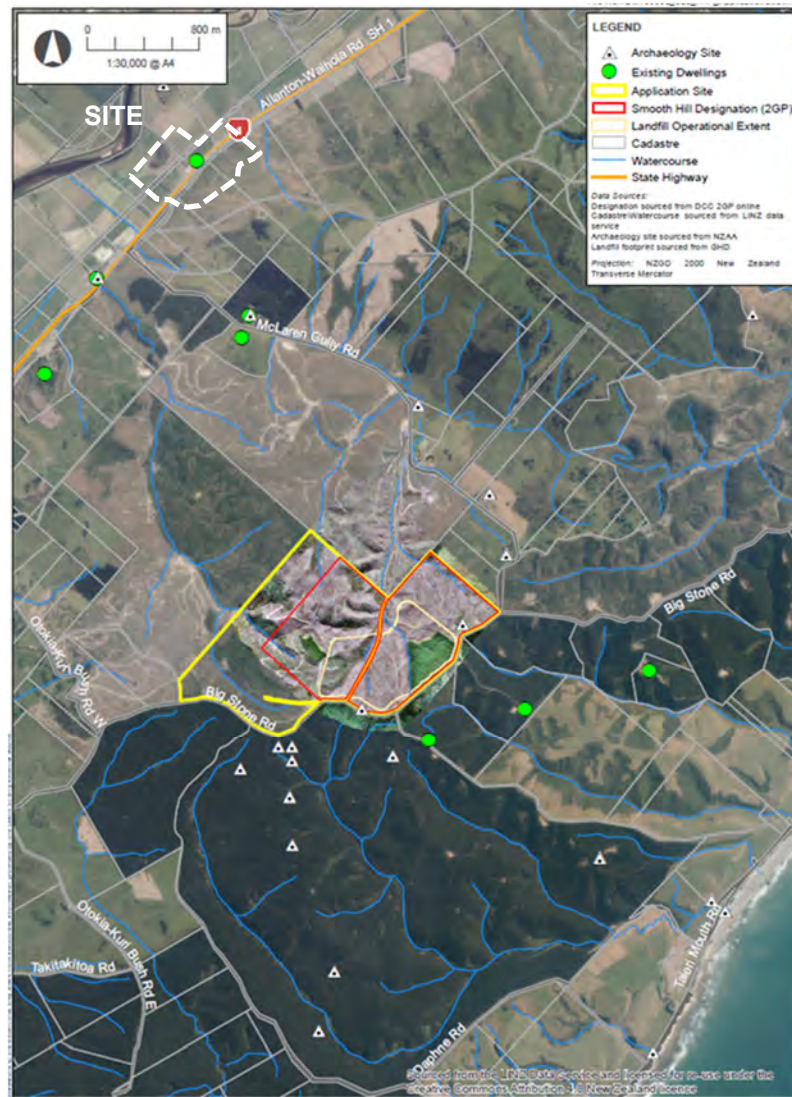 0
800 m
1:30,000 @ A4
LEGEND
Archaeology Site
Existing Dwellings
Application Site
Smooth Hill Designation (2GP)
Landfill Operational Extent
Cadastre
Watercourse
State Highway
Data Sources:
Designation sourced from DCC 2GP online
Cadastre/Watercourse sourced from LINZ data
service
Archaeology site sourced from NZAA
Landfill footprint sourced from GHD
Projection: NZGD 2000 New Zealand
Transverse Mercator
Allanton-Waihola Rd SH 1
SITE
1
McLaren Gully Rd
Big Stone Rd
Otokia-Kuri Bush Rd W
Big Stone Rd
Otokia-Kuri Bush Rd E
Takitakitoa Rd
Taieri Mouth Rd
Daphne Rd
Sourced from the LINZ Data Service and licensed for re-use under the
Creative Commons Attribution 4.0 New Zealand licence